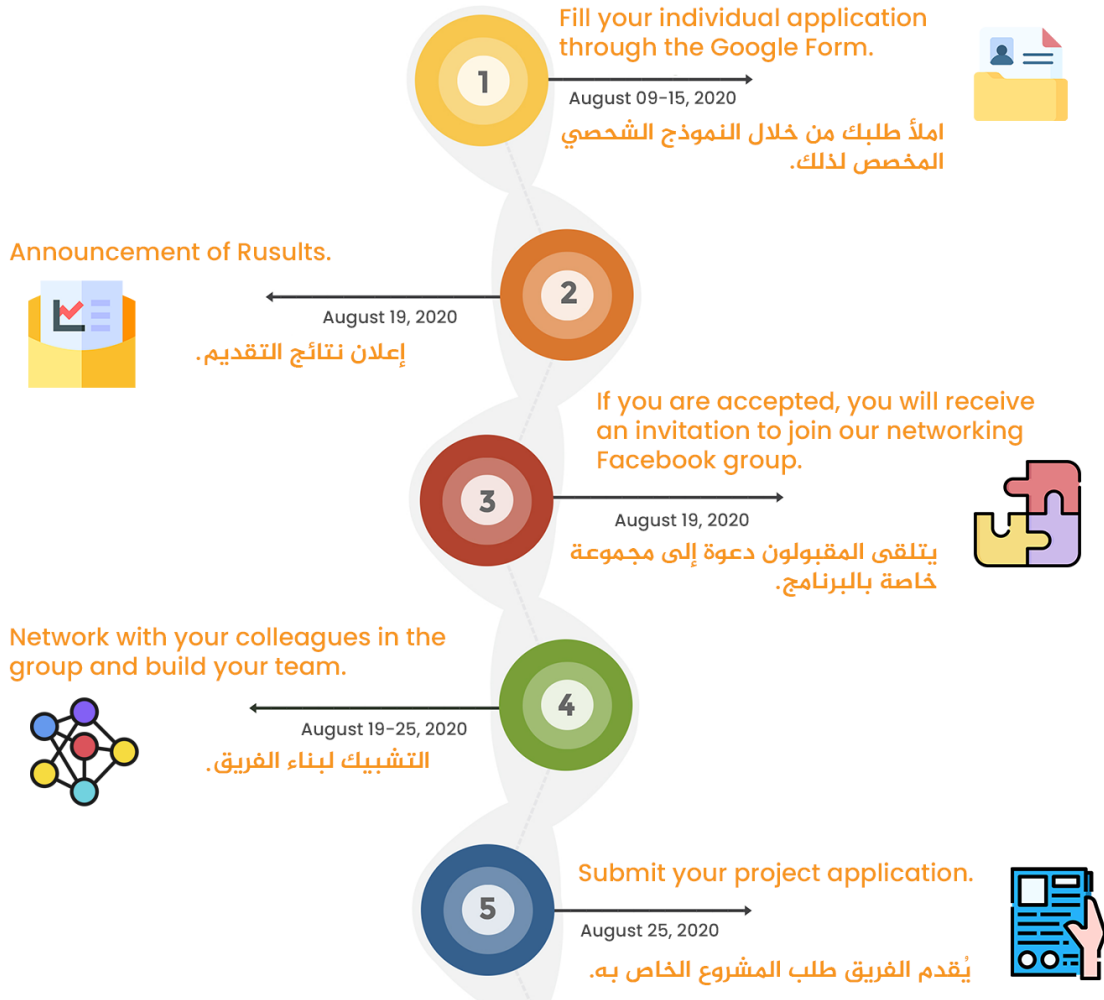 Fill your individual application
through the Google Form.
1
August 09-15, 2020
املأ طلبك من خلال النموذج الشحصي
المخصص لذلك.
Announcement of Rusults.
2
August 19, 2020
إعلان نتائج التقديم.
If you are accepted, you will receive
an invitation to join our networking
Facebook group.
3
August 19, 2020
يتلقى المقبولون دعوة إلى مجموعة
خاصة بالبرنامج.
Network with your colleagues in the
group and build your team.
4
August 19-25, 2020
التشبيك لبناء الفريق.
Submit your project application.
5
August 25, 2020
يُقدم الفريق طلب المشروع الخاص به.